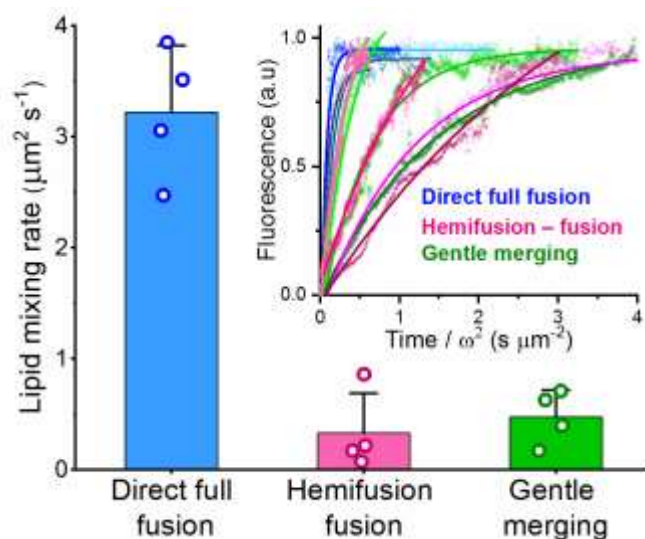 Lipid mixing rate (μm² s⁻¹)
4
3
2
1
0
Direct full
fusion
Hemifusion
fusion
Gentle
merging
Fluorescence (a.u)
1.0
0.5
0.0
Direct full fusion
Hemifusion – fusion
Gentle merging
0
1
2
3
4
Time / ω² (s μm⁻²)